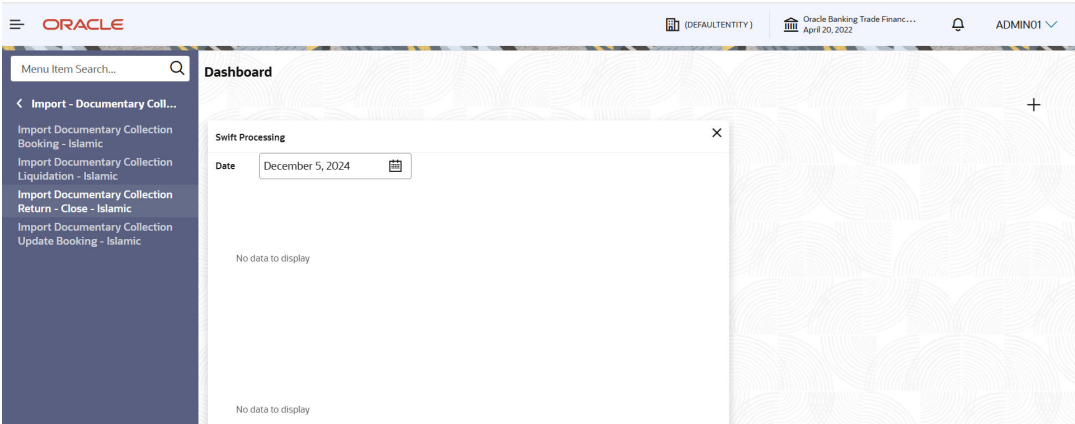 ORACLE
(DEFAULTENTITY )
Oracle Banking Trade Financ...
April 20, 2022
ADMIN01
Menu Item Search...
Import - Documentary Coll...
Import Documentary Collection
Booking - Islamic
Import Documentary Collection
Liquidation - Islamic
Import Documentary Collection
Return - Close - Islamic
Import Documentary Collection
Update Booking - Islamic
Dashboard
Swift Processing
Date
December 5, 2024
No data to display
No data to display